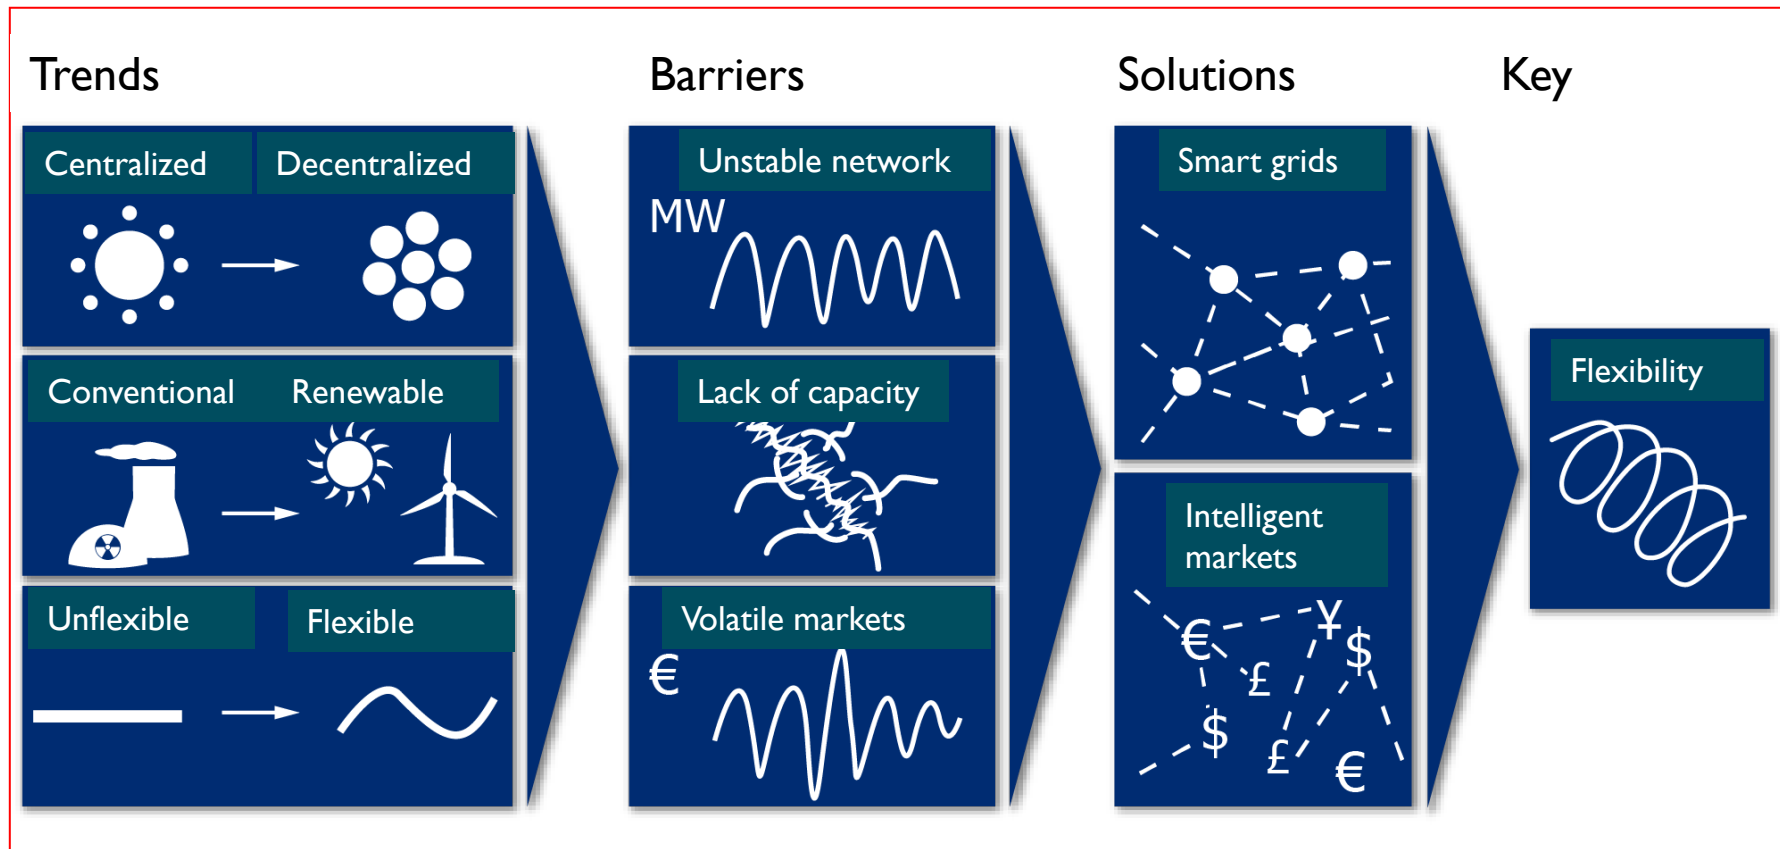 Trends
Barriers
Solutions
Key
Centralized
Decentralized
Conventional
Renewable
Unflexible
Flexible
Unstable network
MW
Lack of capacity
Volatile markets
€
Smart grids
Intelligent
markets
€
¥
$
£
$
£
€
Flexibility